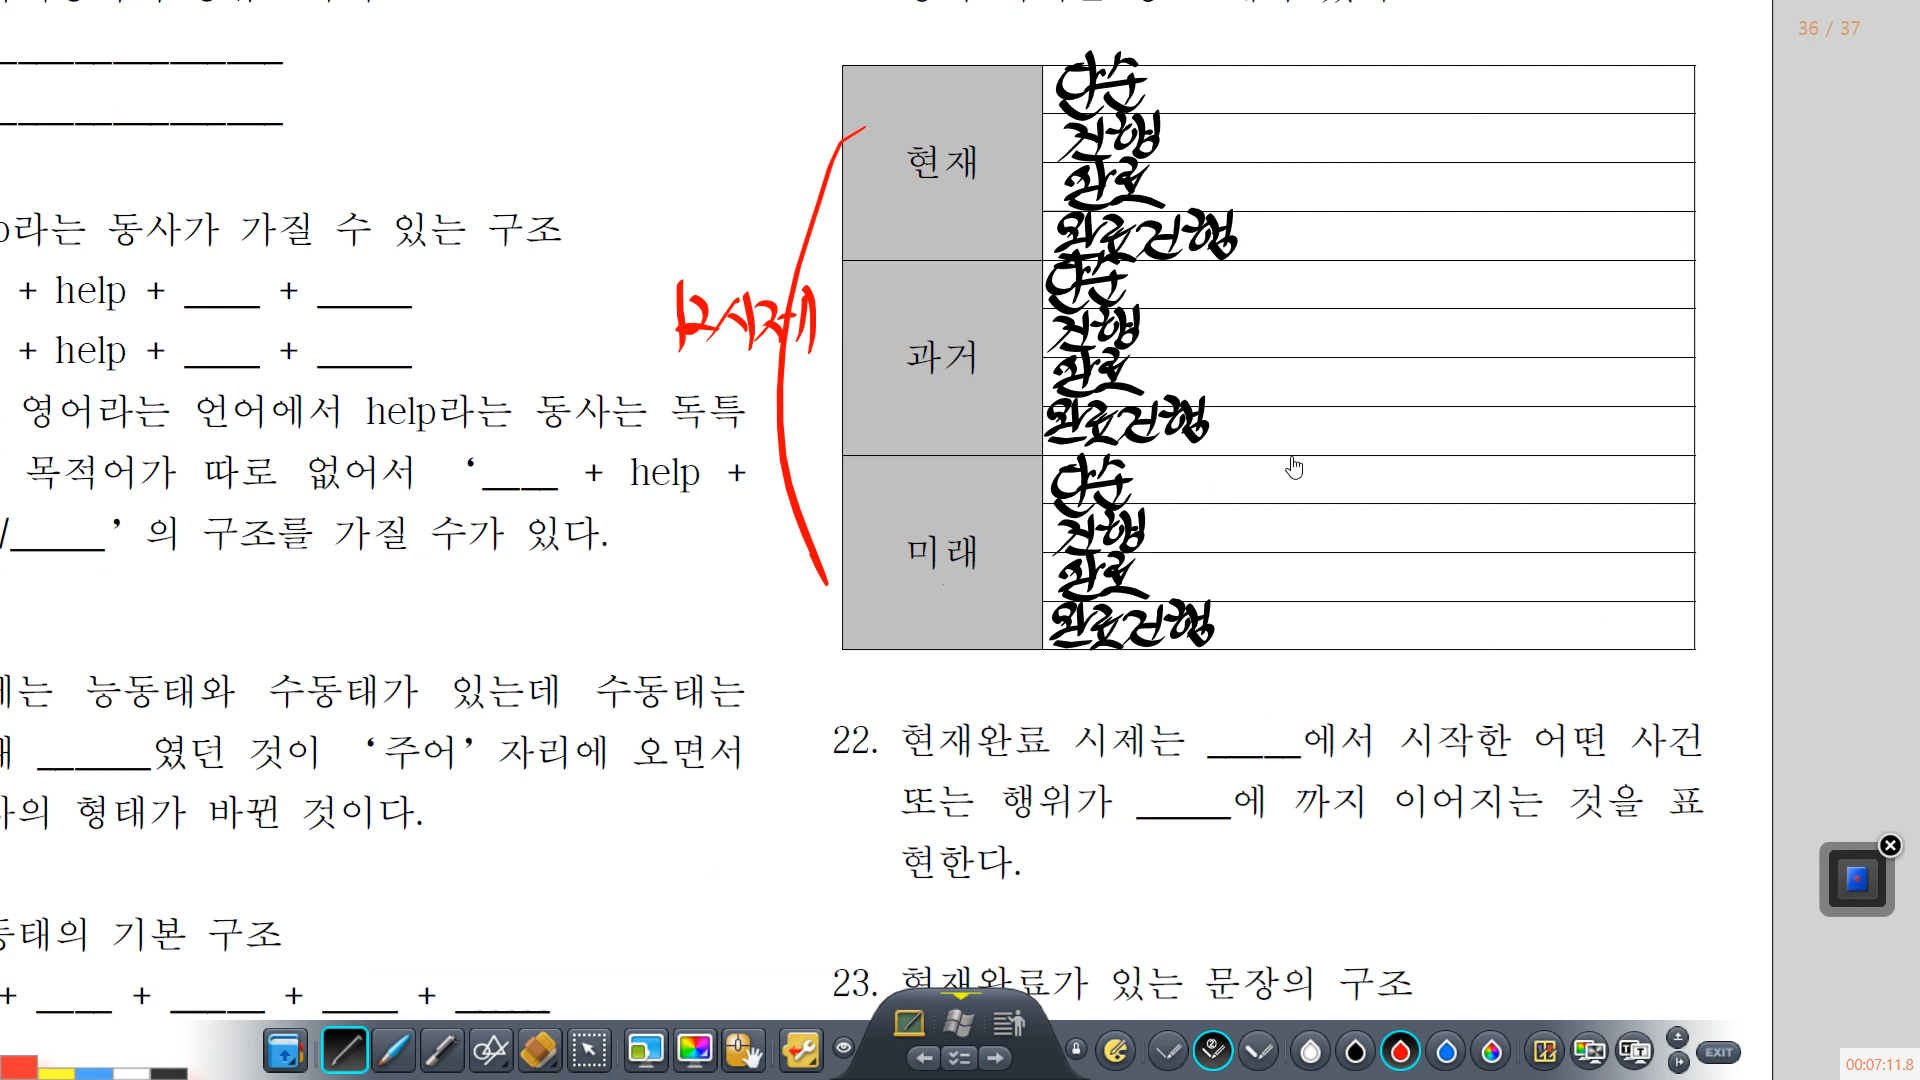 p라는 동사가 가질 수 있는 구조
+ help + ____ + _____
+ help + ____ + _____
영어라는 언어에서 help라는 동사는 독특
목적어가 따로 없어서 ‘____ + help +
/_____’의 구조를 가질 수가 있다.
는 능동태와 수동태가 있는데 수동태는
______였던 것이 ‘주어’자리에 오면서
의 형태가 바뀐 것이다.
동태의 기본 구조
+ ____ + _____ + ____ + _____
12시제
현재
단순
진행
완료
완료진행
과거
단순
진행
완료
완료진행
미래
단순
진행
완료
완료진행
22. 현재완료 시제는 _____에서 시작한 어떤 사건
또는 행위가 _____에 까지 이어지는 것을 표
현한다.
23. 현재완료가 있는 문장의 구조
36 / 37
EXIT
00:07:11.8